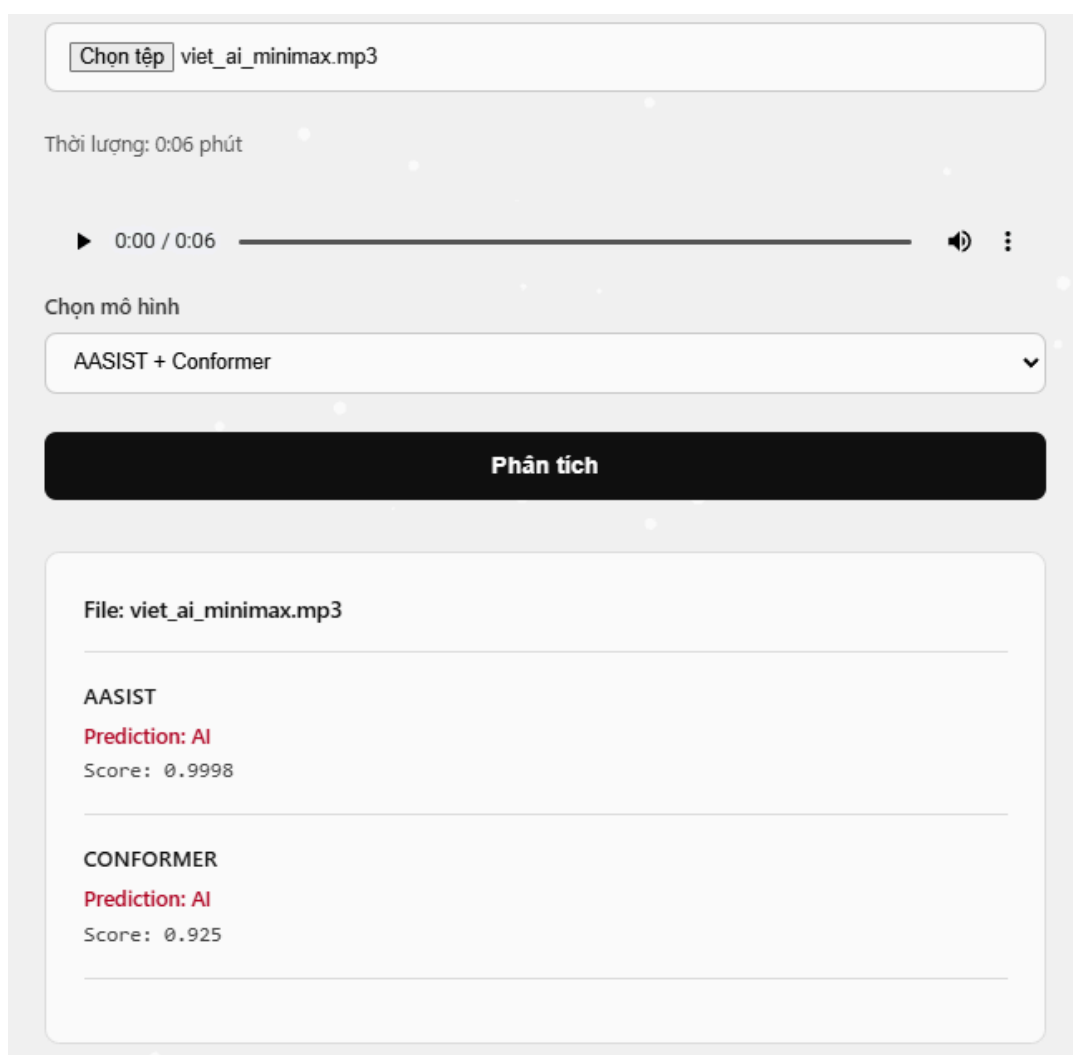 Chọn tệp viet_ai_minimax.mp3
Thời lượng: 0:06 phút
0:00 / 0:06
Chọn mô hình
AASIST + Conformer
Phân tích
File: viet_ai_minimax.mp3
AASIST
Prediction: AI
Score: 0.9998
CONFORMER
Prediction: AI
Score: 0.925